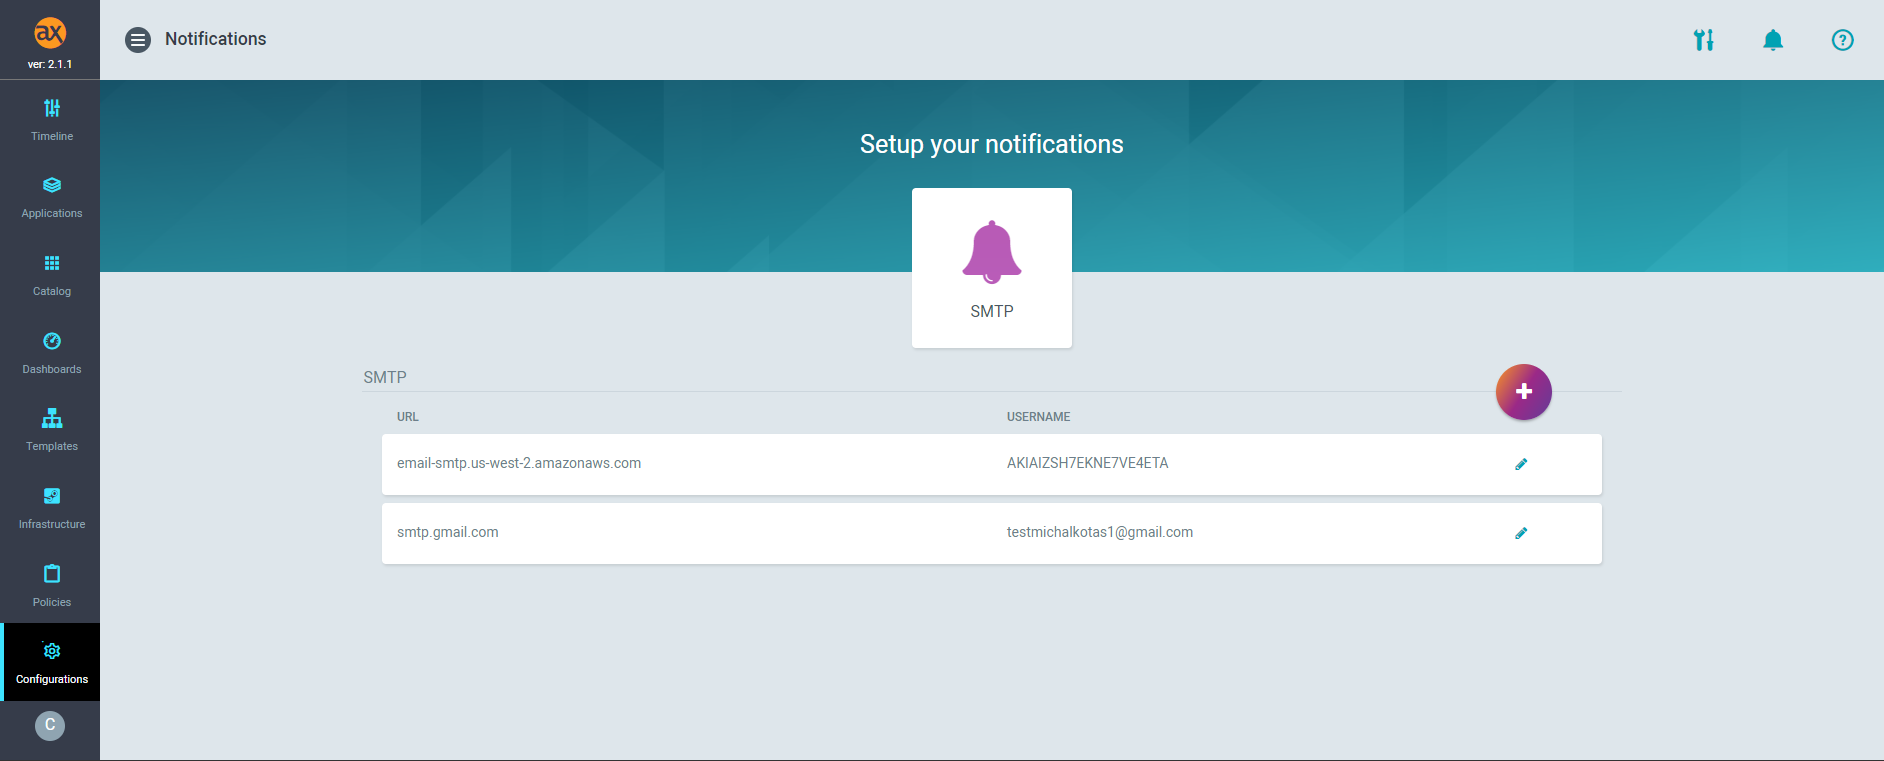 ax
ver: 2.1.1
Notifications
Timeline
Applications
Catalog
Dashboards
Templates
Infrastructure
Policies
Configurations
C
Setup your notifications
SMTP
SMTP
URL USERNAME
email-smtp.us-west-2.amazonaws.com AKIAIZSH7EKNE7VE4ETA
smtp.gmail.com testmichalkotas1@gmail.com